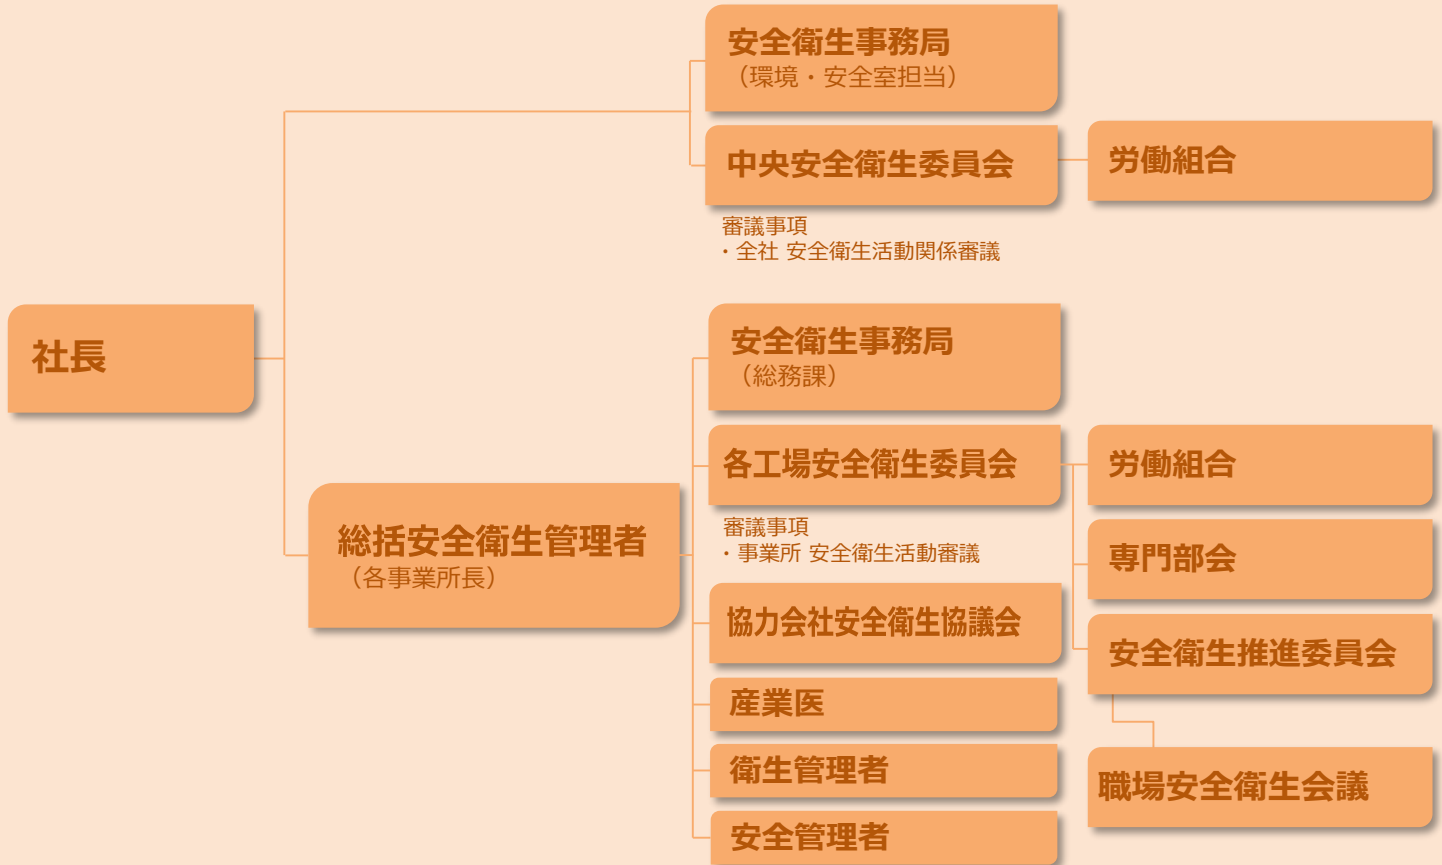 安全衛生事務局
（環境・安全室担当）
中央安全衛生委員会
労働組合
審議事項
・全社 安全衛生活動関係審議
社長
安全衛生事務局
（総務課）
各工場安全衛生委員会
労働組合
審議事項
・事業所 安全衛生活動審議
総括安全衛生管理者
（各事業所長）
専門部会
協力会社安全衛生協議会
安全衛生推進委員会
産業医
衛生管理者
職場安全衛生会議
安全管理者